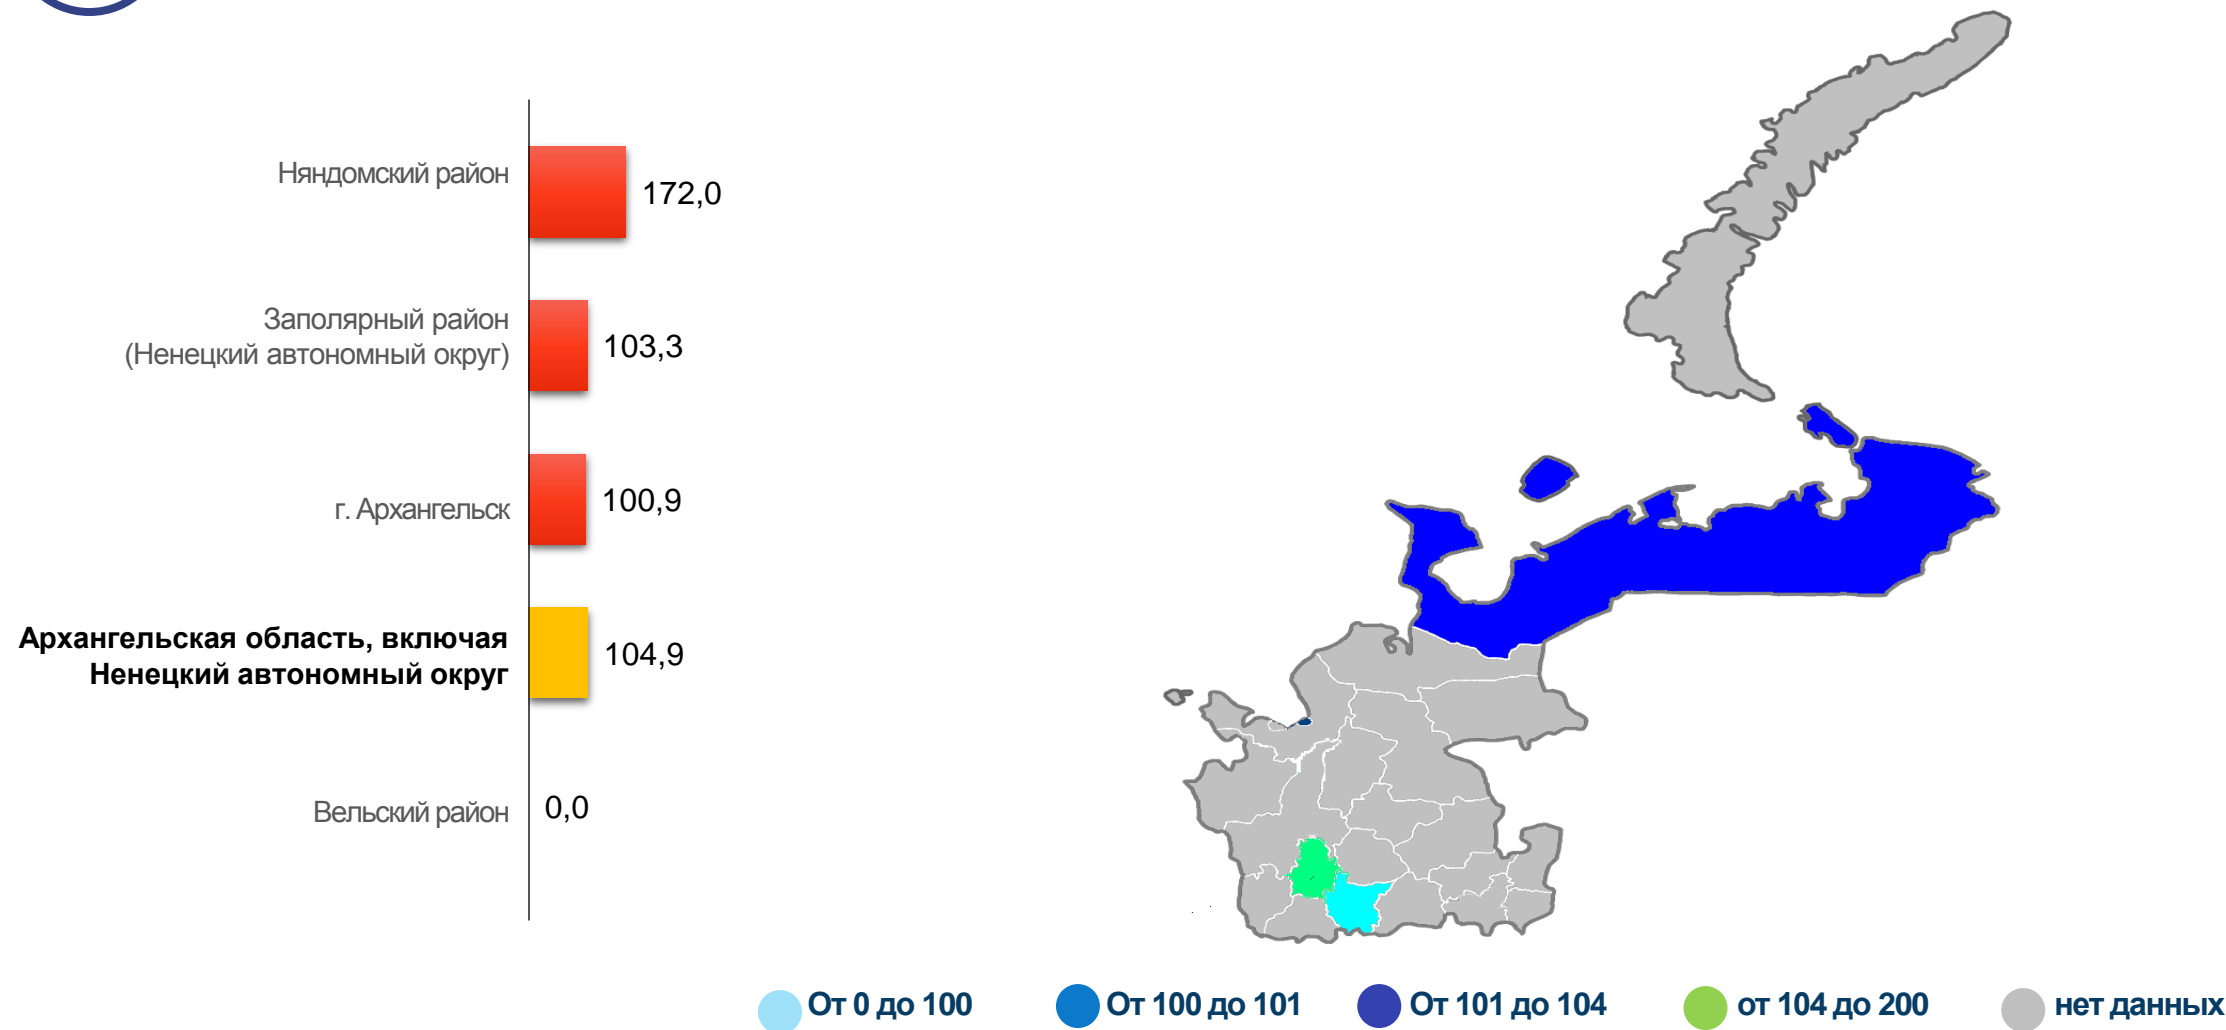 Няндомский район
172,0
Заполярный район
(Ненецкий автономный округ)
103,3
г. Архангельск
100,9
Архангельская область, включая
Ненецкий автономный округ
104,9
Вельский район
0,0
От 0 до 100
От 100 до 101
От 101 до 104
от 104 до 200
нет данных